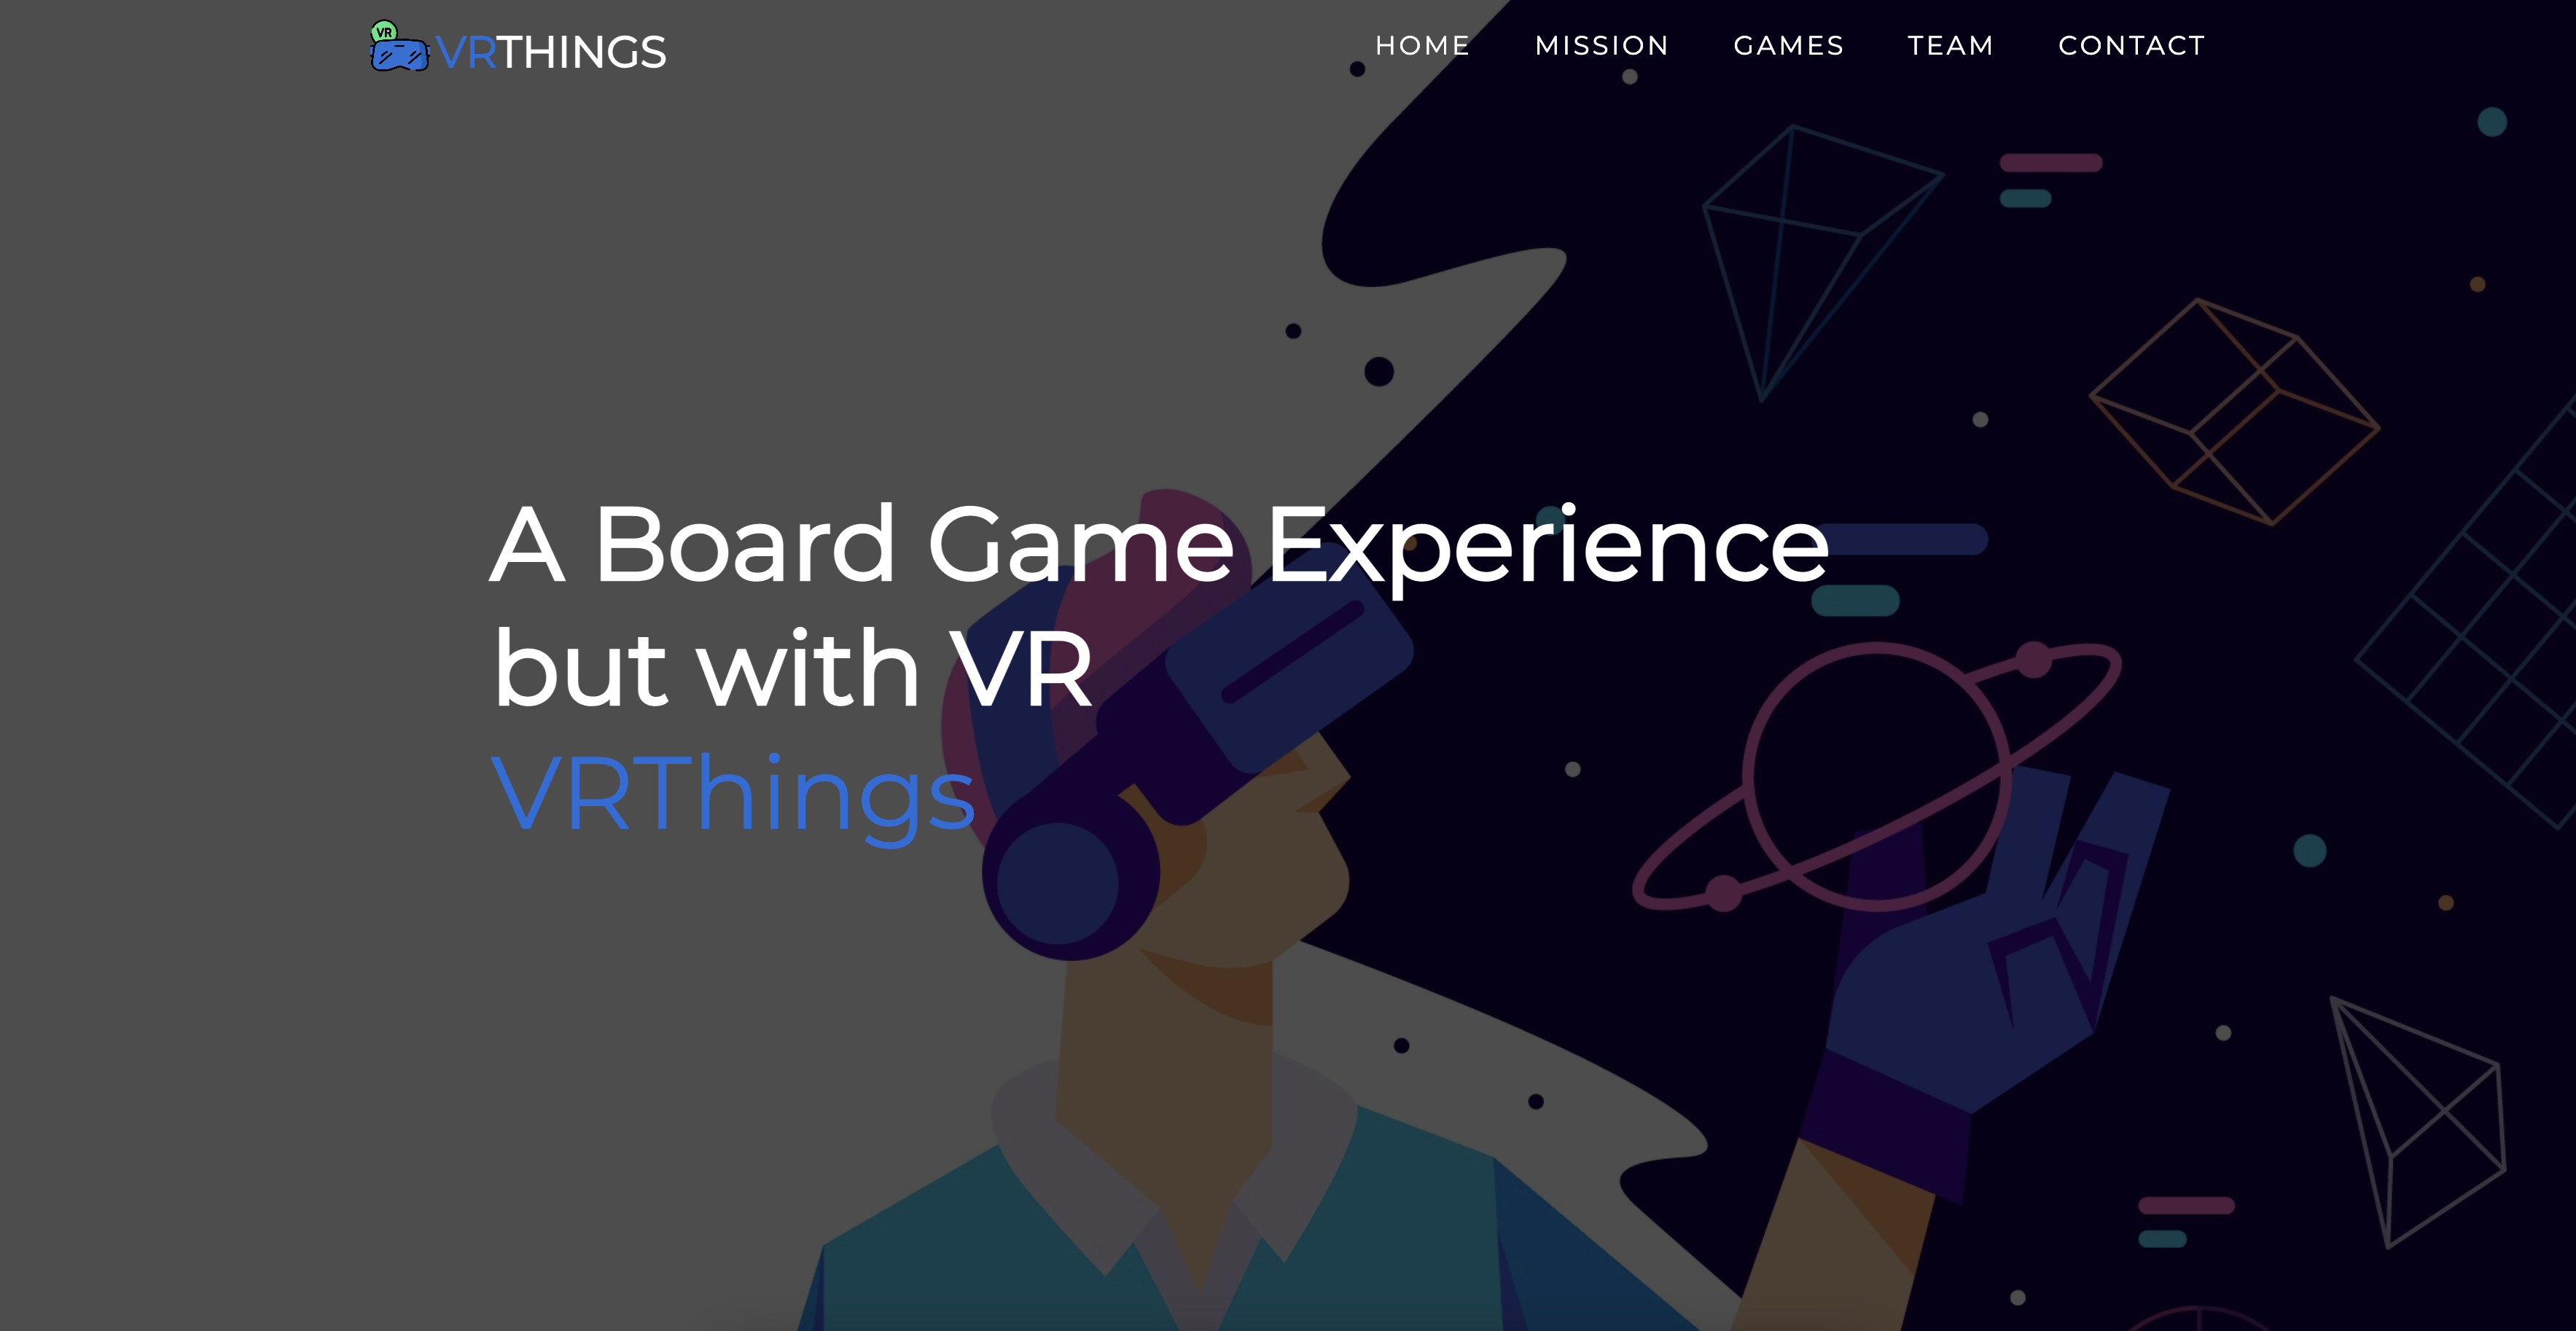 VR
VRTHINGS
HOME MISSION GAMES TEAM CONTACT
A Board Game Experience
but with VR
VRThings